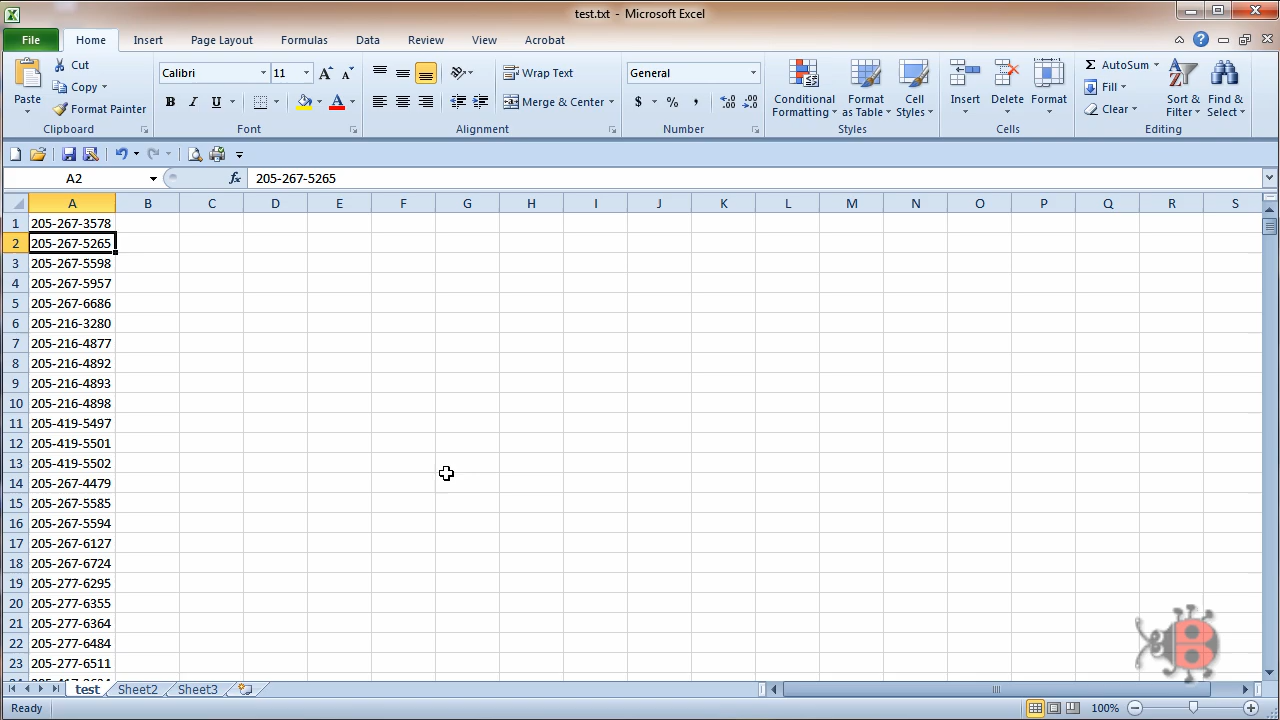 test.txt - Microsoft Excel
File Home Insert Page Layout Formulas Data Review View Acrobat
Paste
Cut
Copy
Format Painter
Clipboard
Calibri 11
B I U
Font
Wrap Text
Merge & Center
Alignment
General
$ % ,
Number
Conditional Formatting
Format as Table
Cell Styles
Styles
Insert
Delete
Format
Cells
AutoSum
Fill
Clear
Sort & Filter
Find & Select
Editing
A2 fx 205-267-5265
A B C D E F G H I J K L M N O P Q R S
1 205-267-3578
2 205-267-5265
3 205-267-5598
4 205-267-5957
5 205-267-6686
6 205-216-3280
7 205-216-4877
8 205-216-4892
9 205-216-4893
10 205-216-4898
11 205-419-5497
12 205-419-5501
13 205-419-5502
14 205-267-4479
15 205-267-5585
16 205-267-5594
17 205-267-6127
18 205-267-6724
19 205-277-6295
20 205-277-6355
21 205-277-6364
22 205-277-6484
23 205-277-6511
test Sheet2 Sheet3
Ready 100%